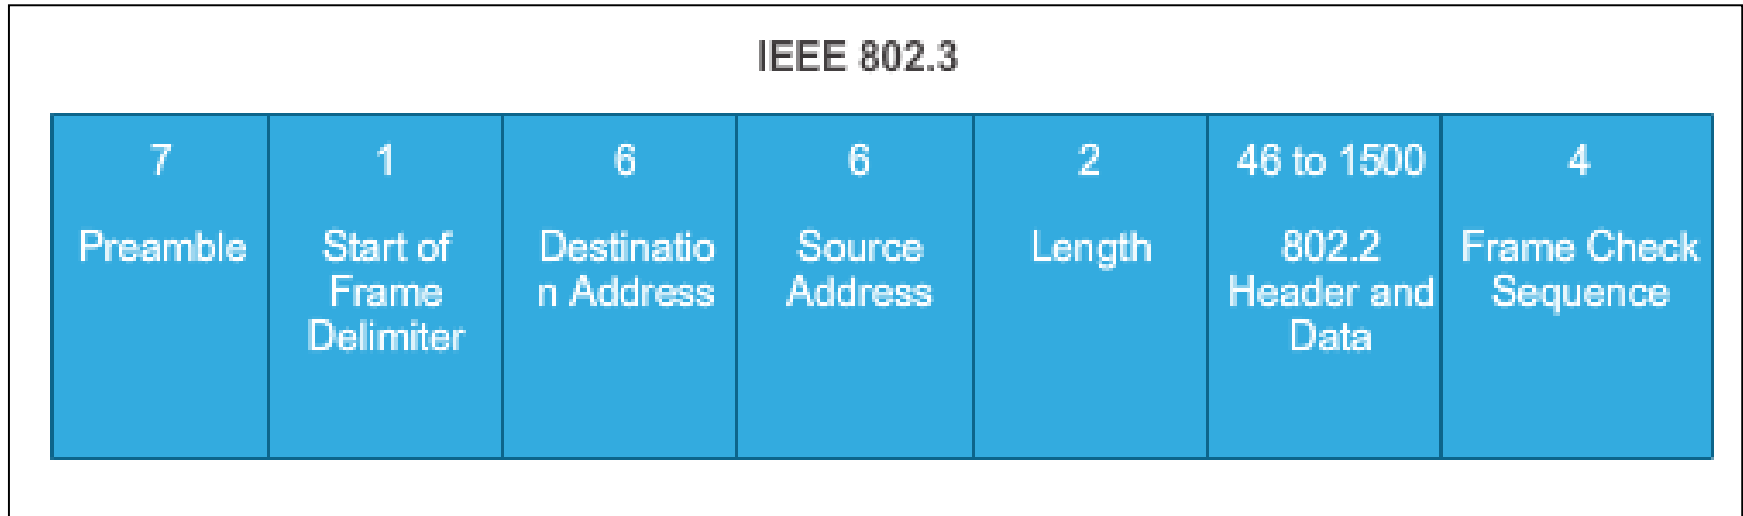 IEEE 802.3
7
Preamble
1
Start of
Frame
Delimiter
6
Destinatio
n Address
6
Source
Address
2
Length
46 to 1500
802.2
Header and
Data
4
Frame Check
Sequence